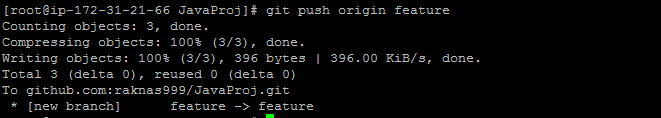 [root@ip-172-31-21-66 JavaProj]# git push origin feature
Counting objects: 3, done.
Compressing objects: 100% (3/3), done.
Writing objects: 100% (3/3), 396 bytes | 396.00 KiB/s, done.
Total 3 (delta 0), reused 0 (delta 0)
To github.com:raknas999/JavaProj.git
 * [new branch]      feature -> feature